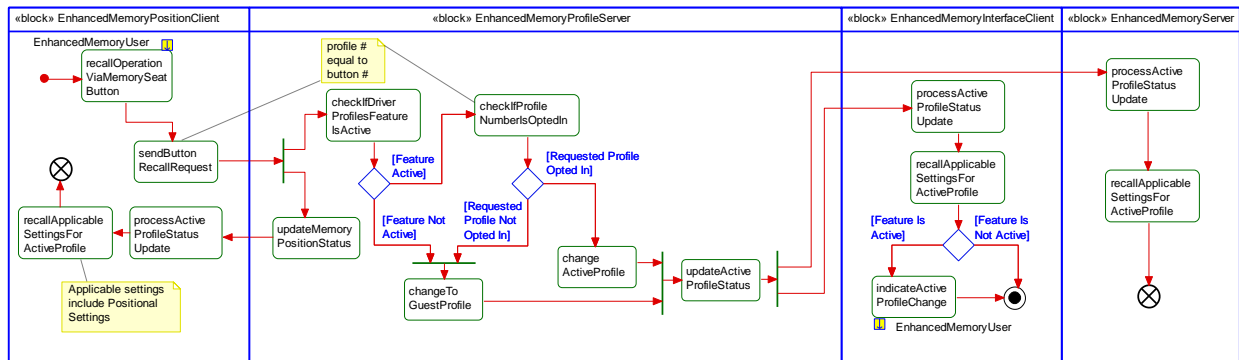 «block» EnhancedMemoryPositionClient
«block» EnhancedMemoryProfileServer
«block» EnhancedMemoryInterfaceClient
«block» EnhancedMemoryServer
EnhancedMemoryUser
recallOperation
ViaMemorySeat
Button
sendButton
RecallRequest
recallApplicable
SettingsFor
ActiveProfile
processActive
ProfileStatus
Update
Applicable settings
include Positional
Settings
profile #
equal to
button #
checkIfDriver
ProfilesFeature
IsActive
checkIfProfile
NumberIsOptedIn
[Feature
Active]
[Requested Profile
Opted In]
[Feature Not
Active]
[Requested
Profile Not
Opted In]
updateMemory
PositionStatus
changeTo
GuestProfile
change
ActiveProfile
updateActive
ProfileStatus
processActive
ProfileStatus
Update
recallApplicable
SettingsFor
ActiveProfile
[Feature Is
Active]
[Feature Is
Not Active]
indicateActive
ProfileChange
EnhancedMemoryUser
processActive
ProfileStatus
Update
recallApplicable
SettingsFor
ActiveProfile